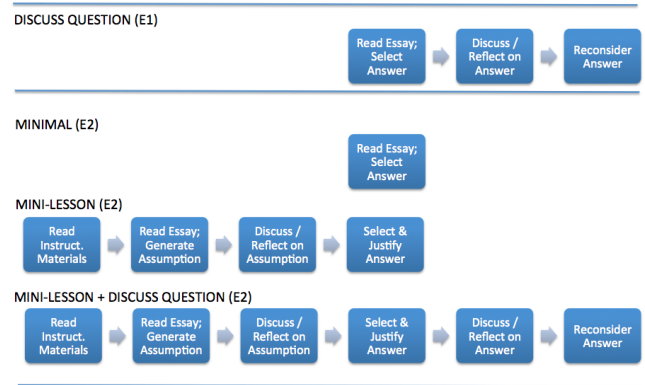 DISCUSS QUESTION (E1)
Read Essay;
Select
Answer
Discuss /
Reflect on
Answer
Reconsider
Answer
MINIMAL (E2)
Read Essay;
Select
Answer
MINI-LESSON (E2)
Read
Instruct.
Materials
Read Essay;
Generate
Assumption
Discuss /
Reflect on
Assumption
Select &
Justify
Answer
MINI-LESSON + DISCUSS QUESTION (E2)
Read
Instruct.
Materials
Read Essay;
Generate
Assumption
Discuss /
Reflect on
Assumption
Select &
Justify
Answer
Discuss /
Reflect on
Answer
Reconsider
Answer